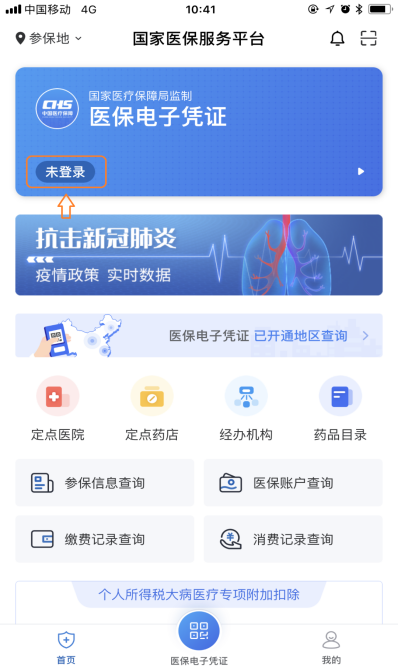 中国移动 4G 10:41
参保地 国家医保服务平台
国家医疗保障局监制
CHS
中国医疗保障
医保电子凭证
未登录
抗击新冠肺炎
疫情政策 实时数据
医保电子凭证 已开通地区查询
定点医院 定点药店 经办机构 药品目录
参保信息查询 医保账户查询
缴费记录查询 消费记录查询
个人所得税大病医疗专项附加扣除
首页 医保电子凭证 我的